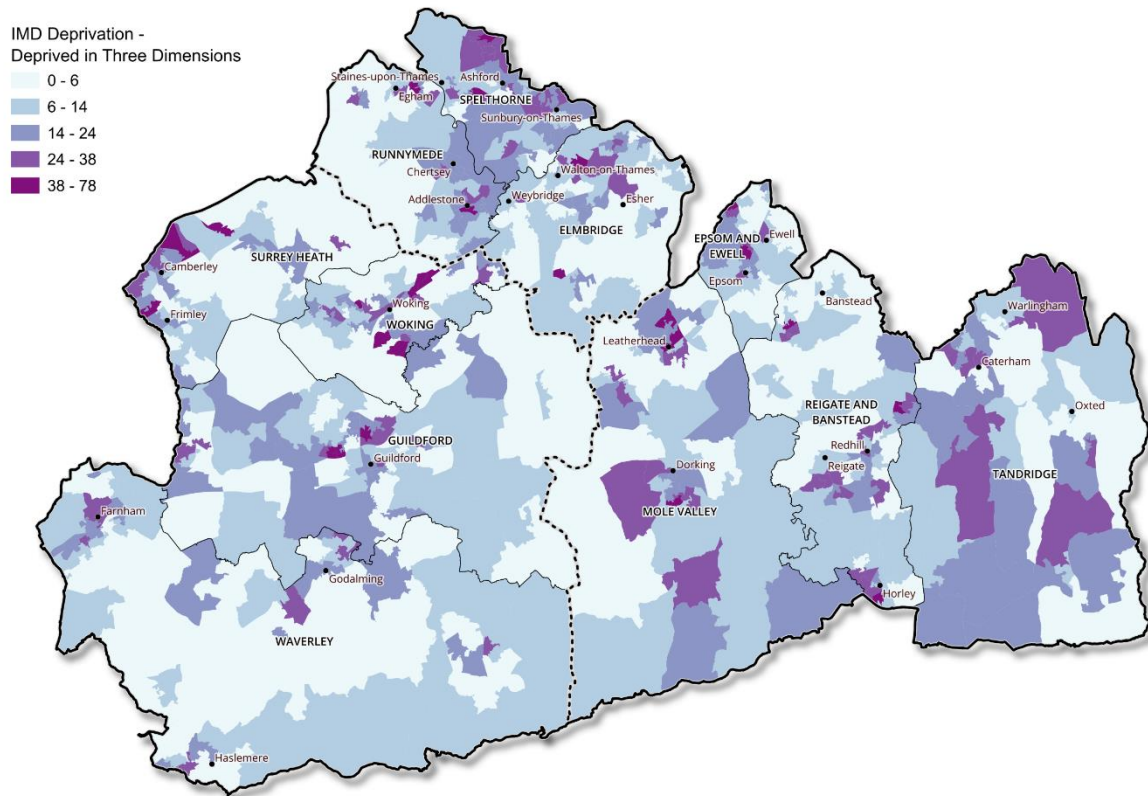 IMD Deprivation -
Deprived in Three Dimensions
0 - 6
6 - 14
14 - 24
24 - 38
38 - 78
Staines-upon-Thames
Ashford
Egham
SPELTHORNE
Sunbury-on-Thames
RUNNYMEDE
Chertsey
Walton-on-Thames
Addlestone
Weybridge
Esher
ELMBRIDGE
EPSOM AND
EWELL
Ewell
SURREY HEATH
Camberley
Epsom
Banstead
Woking
Frimley
WOKING
Warlingham
Leatherhead
Caterham
REIGATE AND
BANSTEAD
Oxted
GUILDFORD
Guildford
Redhill
Reigate
Dorking
TANDRIDGE
Farnham
MOLE VALLEY
Godalming
Horley
WAVERLEY
Haslemere